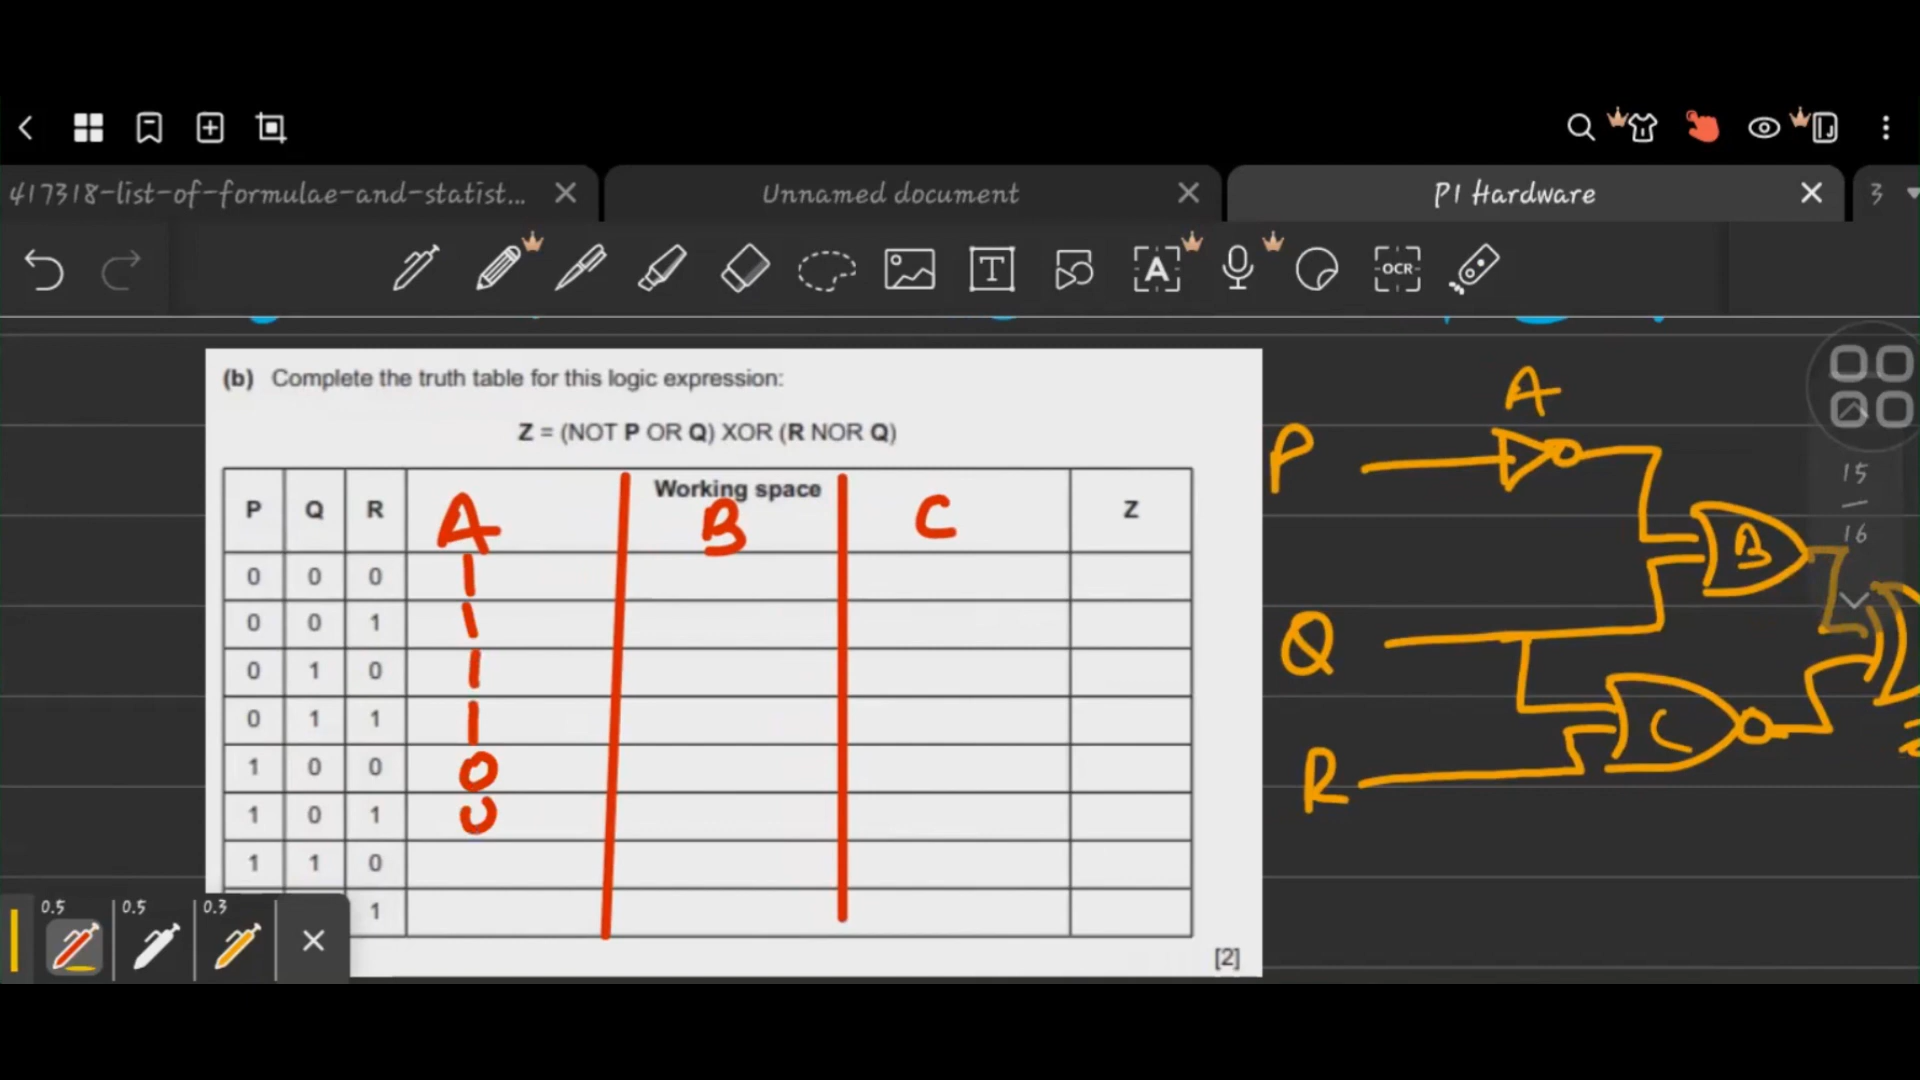 417318-list-of-formulae-and-statist...
Unnamed document
P1 Hardware
3
T
A
OCR
(b) Complete the truth table for this logic expression:
Z = (NOT P OR Q) XOR (R NOR Q)
P Q R Working space Z
A B C
0 0 0 1
0 0 1 1
0 1 0 1
0 1 1 1
1 0 0 0
1 0 1 0
1 1 0
1
[2]
A
P
B
Q
C
R
15
16
0.5 0.5 0.3